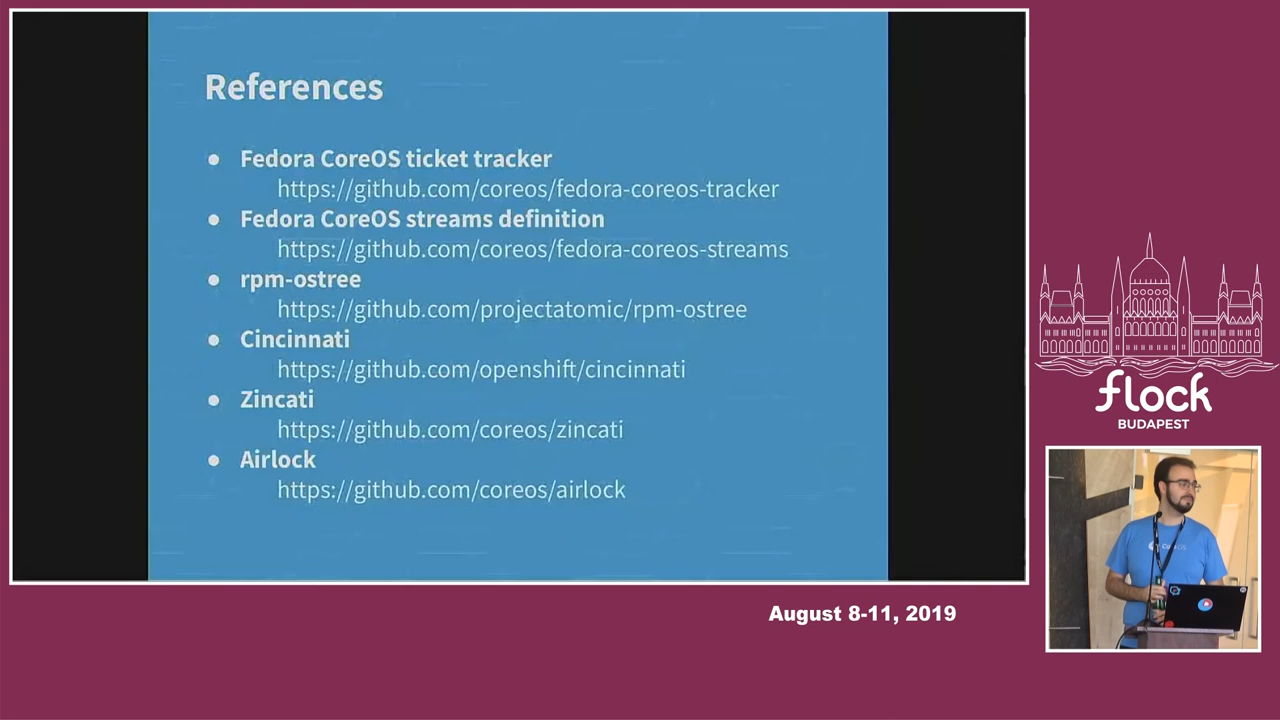 References
● Fedora CoreOS ticket tracker
https://github.com/coreos/fedora-coreos-tracker
● Fedora CoreOS streams definition
https://github.com/coreos/fedora-coreos-streams
● rpm-ostree
https://github.com/projectatomic/rpm-ostree
● Cincinnati
https://github.com/openshift/cincinnati
● Zincati
https://github.com/coreos/zincati
● Airlock
https://github.com/coreos/airlock
flock
BUDAPEST
CoreOS
August 8-11, 2019